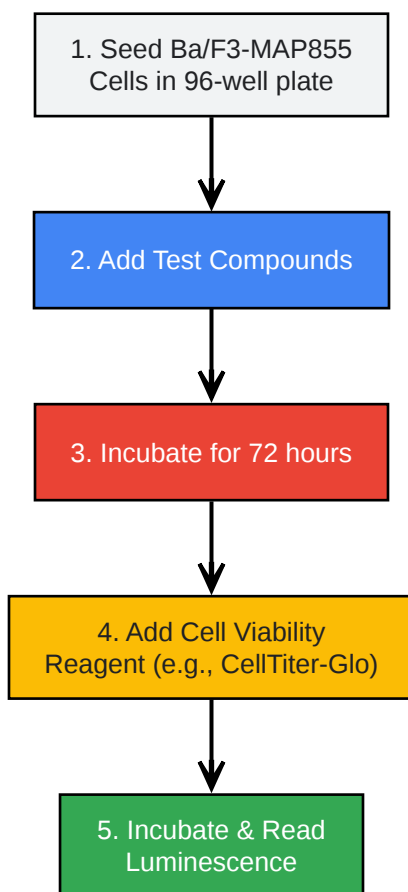 1. Seed Ba/F3-MAP855
Cells in 96-well plate
2. Add Test Compounds
3. Incubate for 72 hours
4. Add Cell Viability
Reagent (e.g., CellTiter-Glo)
5. Incubate & Read
Luminescence